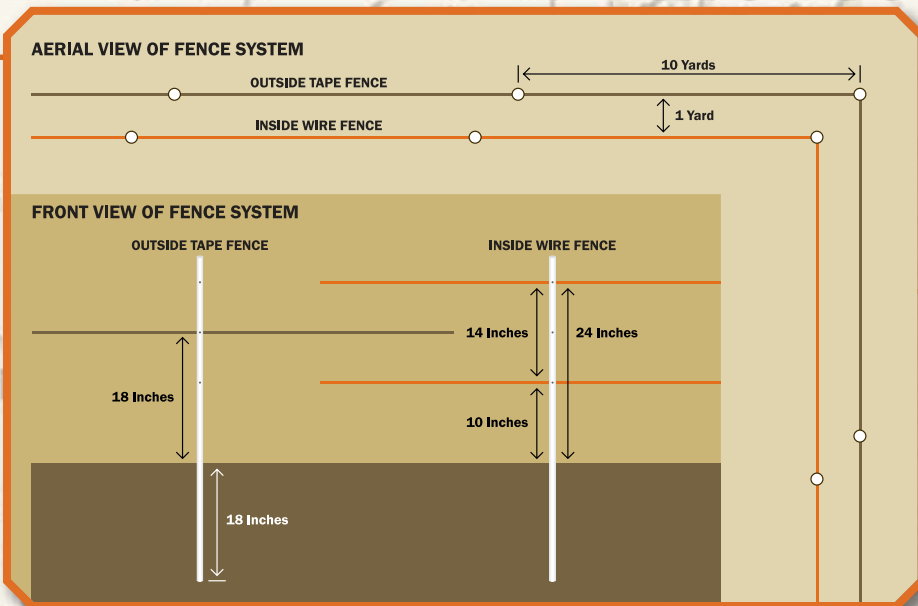 AERIAL VIEW OF FENCE SYSTEM
10 Yards
OUTSIDE TAPE FENCE
1 Yard
INSIDE WIRE FENCE
FRONT VIEW OF FENCE SYSTEM
OUTSIDE TAPE FENCE
INSIDE WIRE FENCE
14 Inches
24 Inches
18 Inches
10 Inches
18 Inches